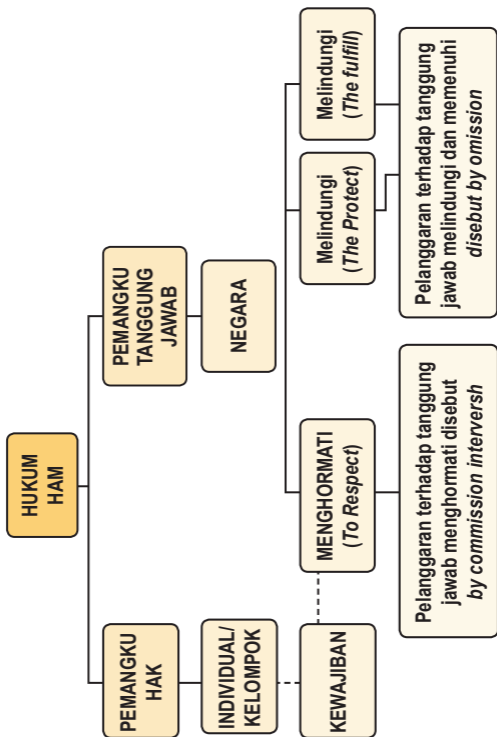 HUKUM
HAM
PEMANGKU
HAK
PEMANGKU
TANGGUNG
JAWAB
INDIVIDUAL/
KELOMPOK
NEGARA
KEWAJIBAN
MENGHORMATI
(To Respect)
Melindungi
(The Protect)
Melindungi
(The fulfill)
Pelanggaran terhadap tanggung
jawab menghormati disebut
by commission interversh
Pelanggaran terhadap tanggung
jawab melindungi dan memenuhi
disebut by omission